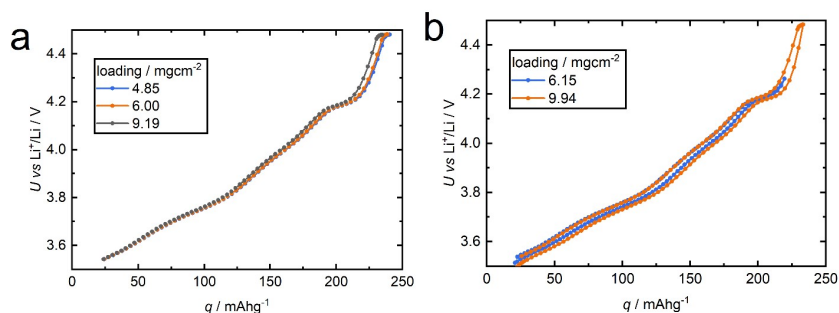 a
loading / mgcm-2
4.85
6.00
9.19
4.4
4.2
4.0
3.8
3.6
U vs Li+/Li / V
0 50 100 150 200 250
q / mAhg-1
b
loading / mgcm-2
6.15
9.94
4.4
4.2
4.0
3.8
3.6
U vs Li+/Li / V
0 50 100 150 200 250
q / mAhg-1